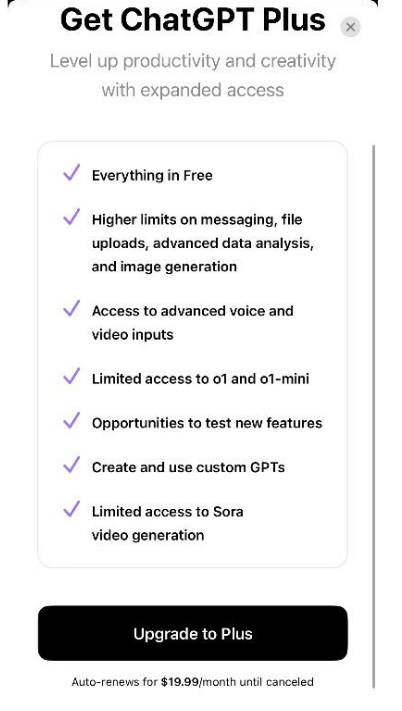 Get ChatGPT Plus
Level up productivity and creativity
with expanded access
Everything in Free
Higher limits on messaging, file
uploads, advanced data analysis,
and image generation
Access to advanced voice and
video inputs
Limited access to o1 and o1-mini
Opportunities to test new features
Create and use custom GPTs
Limited access to Sora
video generation
Upgrade to Plus
Auto-renews for $19.99/month until canceled